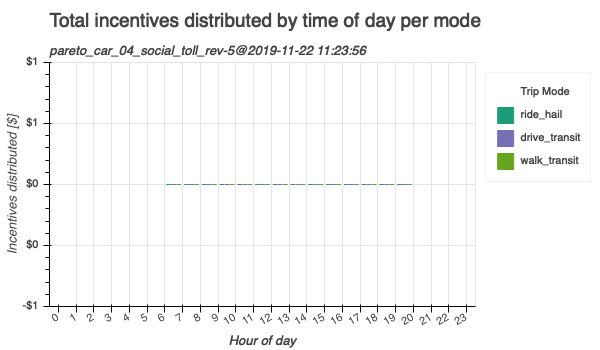 Total incentives distributed by time of day per mode
pareto_car_04_social_toll_rev-5@2019-11-22 11:23:56
$1
$1
$0
$0
-$1
Incentives distributed [$]
0 1 2 3 4 5 6 7 8 9 10 11 12 13 14 15 16 17 18 19 20 21 22 23
Hour of day
Trip Mode
ride_hail
drive_transit
walk_transit